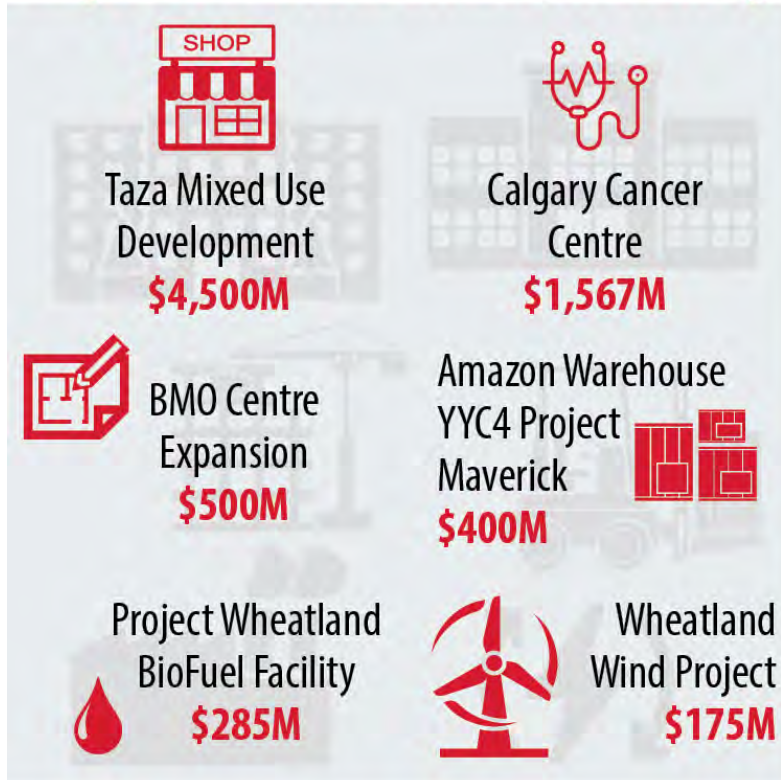 SHOP
Taza Mixed Use
Development
$4,500M
Calgary Cancer
Centre
$1,567M
BMO Centre
Expansion
$500M
Amazon Warehouse
YYC4 Project
Maverick
$400M
Project Wheatland
BioFuel Facility
$285M
Wheatland
Wind Project
$175M